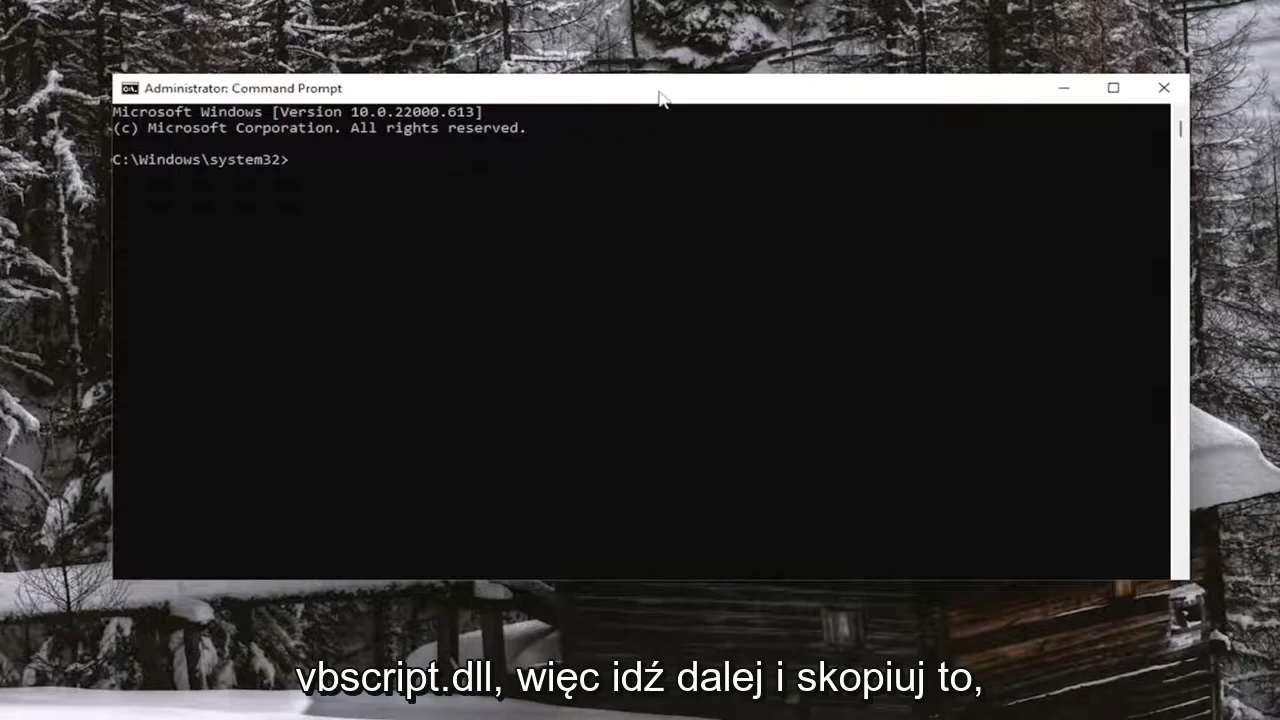 Administrator: Command Prompt
Microsoft Windows [Version 10.0.22000.613]
(c) Microsoft Corporation. All rights reserved.
C:\Windows\system32>
vbscript.dll, więc idź dalej i skopiuj to,